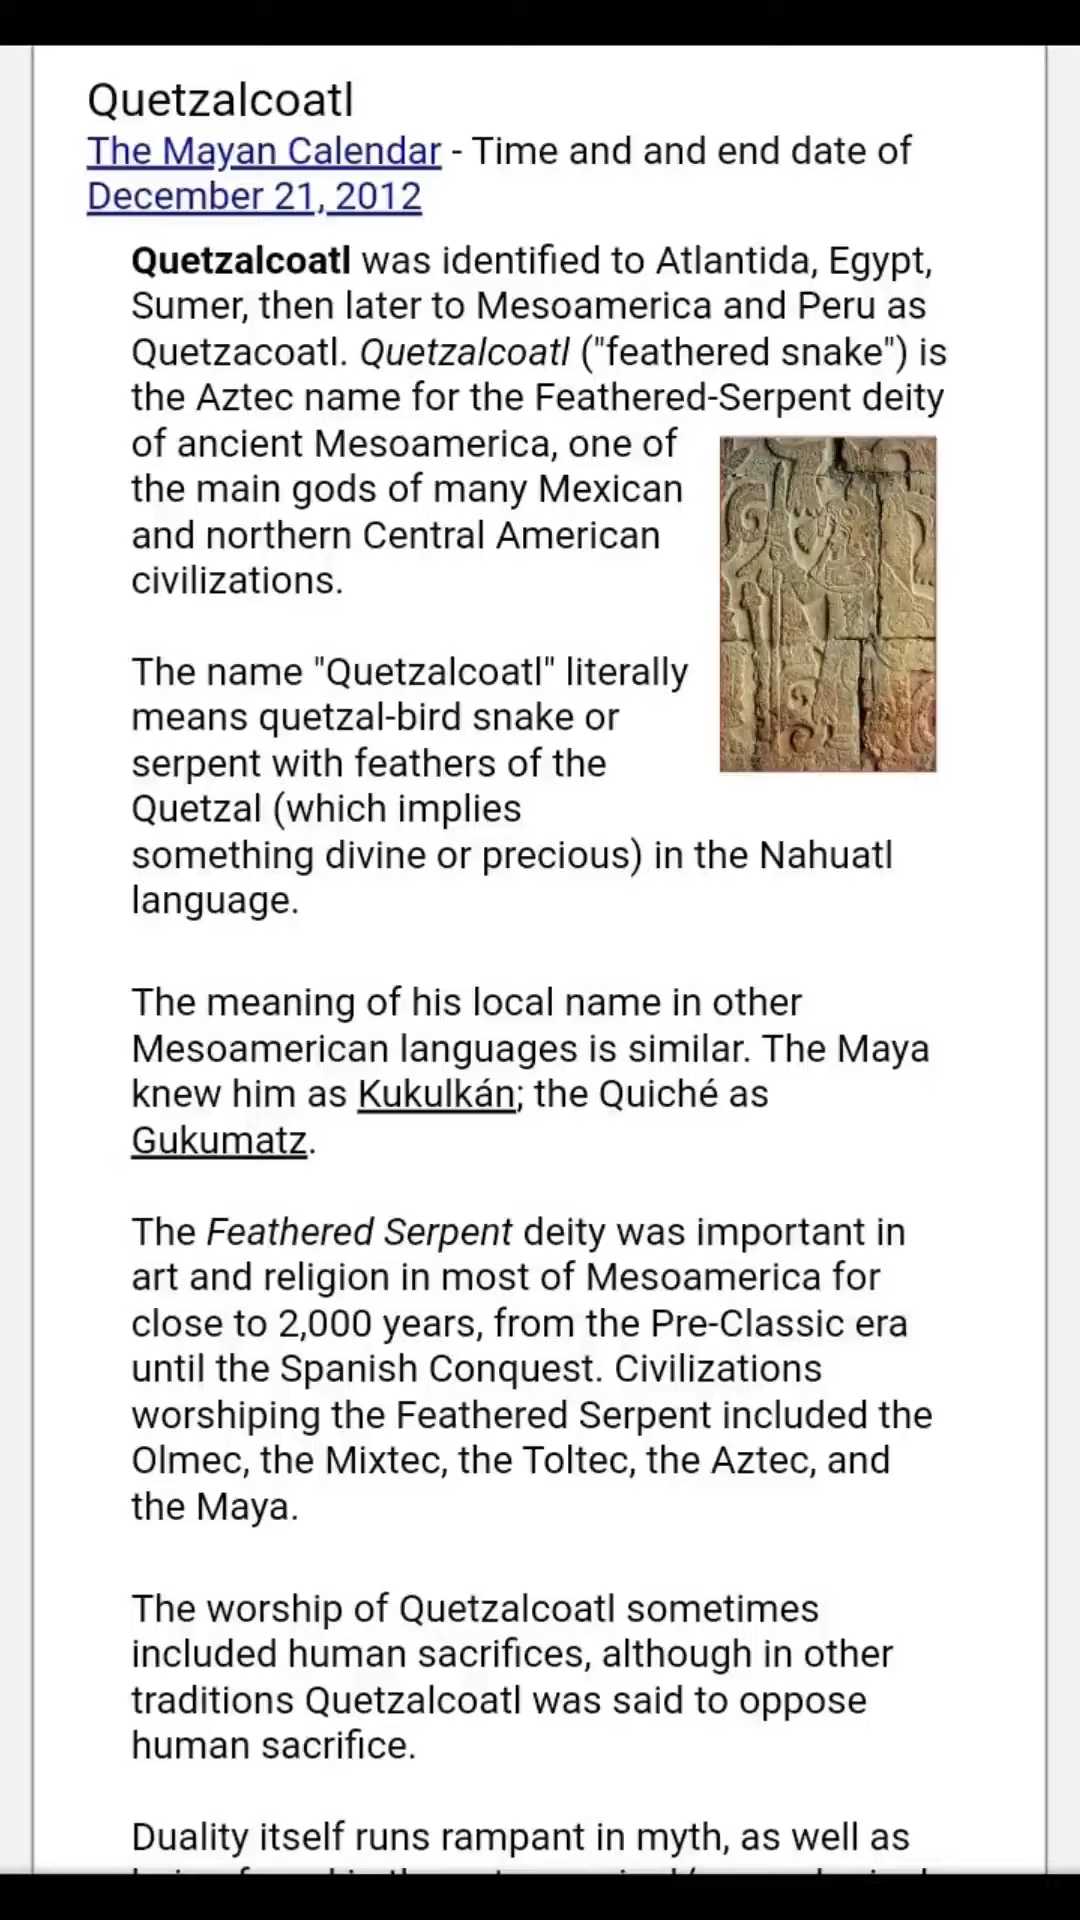 Quetzalcoatl
The Mayan Calendar - Time and and end date of
December 21, 2012
Quetzalcoatl was identified to Atlantida, Egypt,
Sumer, then later to Mesoamerica and Peru as
Quetzacoatl. Quetzalcoatl ("feathered snake") is
the Aztec name for the Feathered-Serpent deity
of ancient Mesoamerica, one of
the main gods of many Mexican
and northern Central American
civilizations.
The name "Quetzalcoatl" literally
means quetzal-bird snake or
serpent with feathers of the
Quetzal (which implies
something divine or precious) in the Nahuatl
language.
The meaning of his local name in other
Mesoamerican languages is similar. The Maya
knew him as Kukulkán; the Quiché as
Gukumatz.
The Feathered Serpent deity was important in
art and religion in most of Mesoamerica for
close to 2,000 years, from the Pre-Classic era
until the Spanish Conquest. Civilizations
worshiping the Feathered Serpent included the
Olmec, the Mixtec, the Toltec, the Aztec, and
the Maya.
The worship of Quetzalcoatl sometimes
included human sacrifices, although in other
traditions Quetzalcoatl was said to oppose
human sacrifice.
Duality itself runs rampant in myth, as well as